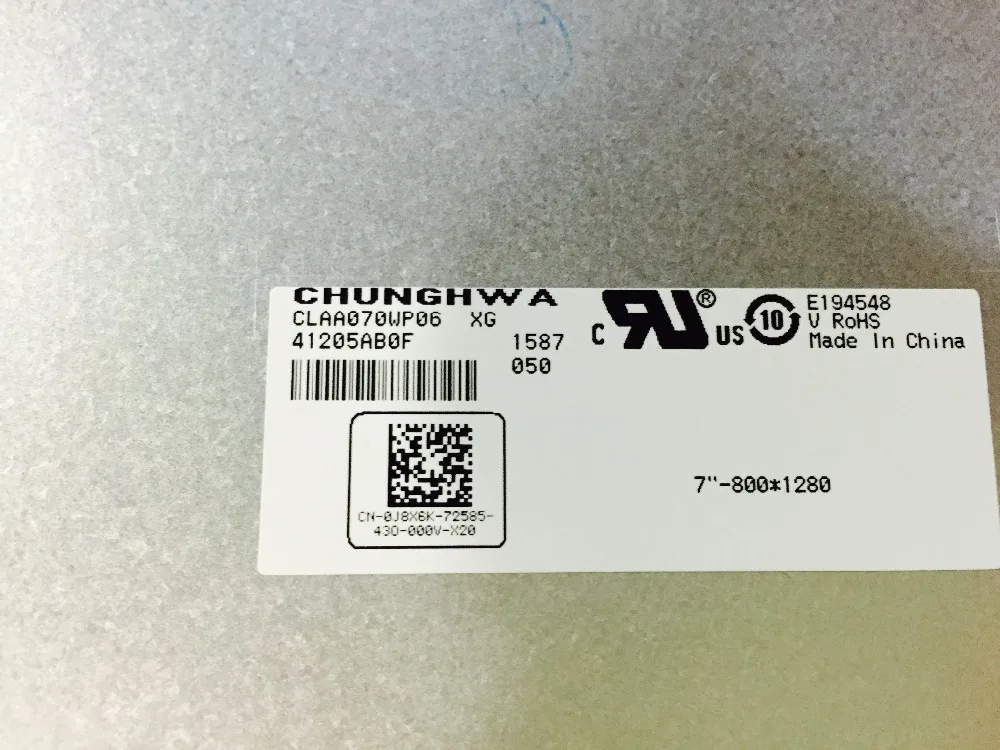 CHUNGHWA
CLAA070WP06 XG
41205AB0F 1587
050
C RU® US 10
E194548
V RoHS
Made In China
CN-0J8X6K-72585-
430-000V-X20
7"-800*1280